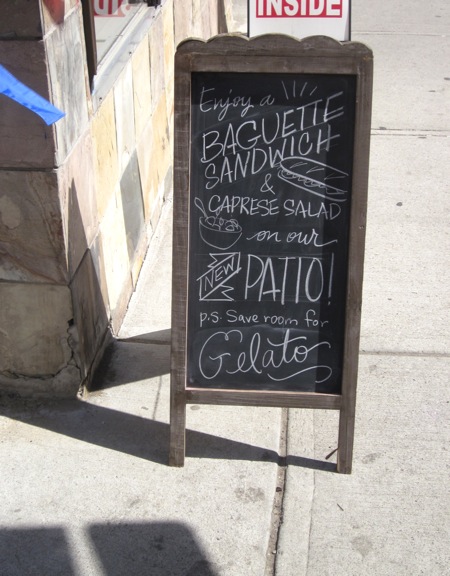 INSIDE
Enjoy a
BAGUETTE
SANDWICH
&
CAPRESE SALAD
on our
NEW PATIO!
p.s. Save room for
Gelato